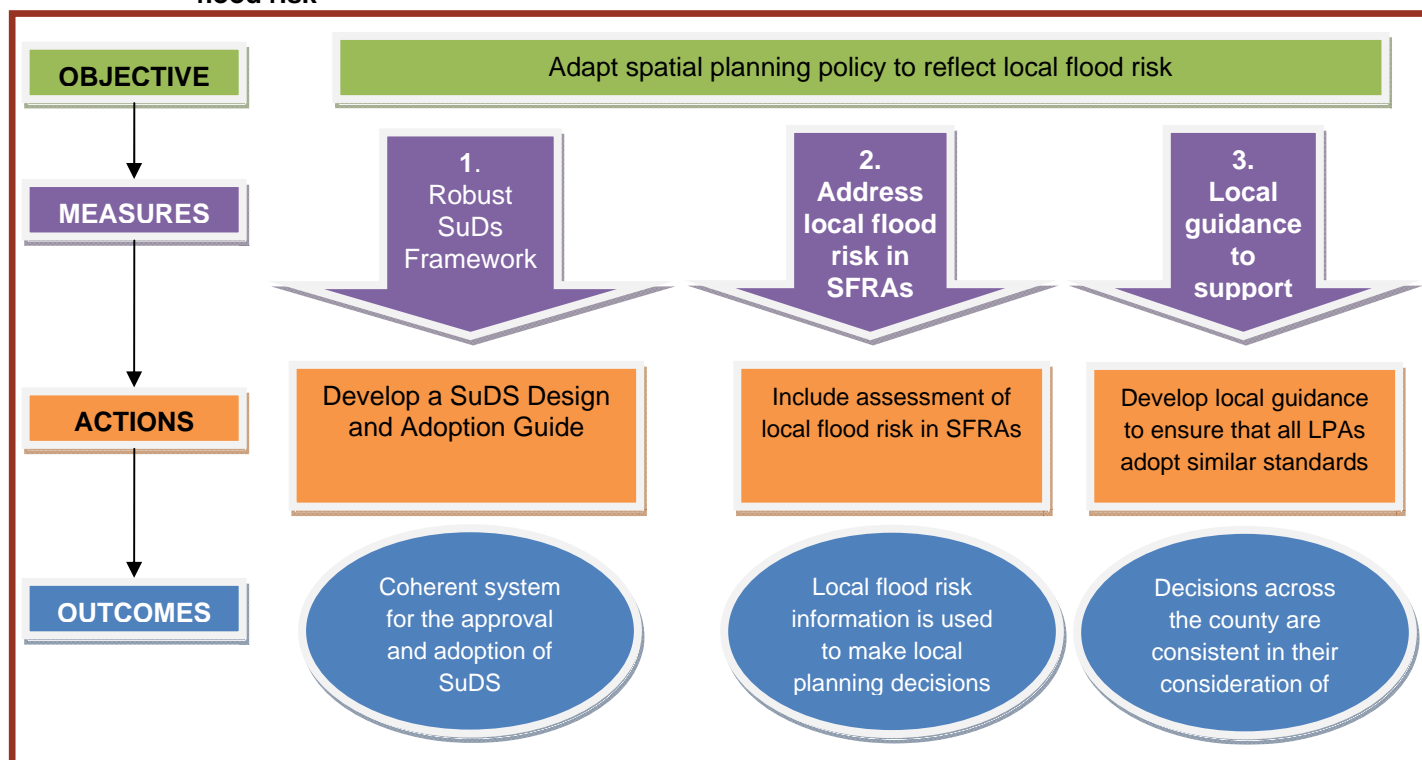 flood risk
OBJECTIVE
Adapt spatial planning policy to reflect local flood risk
MEASURES
1.
Robust
SuDs
Framework
2.
Address
local flood
risk in
SFRAs
3.
Local
guidance
to
support
ACTIONS
Develop a SuDS Design
and Adoption Guide
Include assessment of
local flood risk in SFRAs
Develop local guidance
to ensure that all LPAs
adopt similar standards
OUTCOMES
Coherent system
for the approval
and adoption of
SuDS
Local flood risk
information is used
to make local
planning decisions
Decisions across
the county are
consistent in their
consideration of